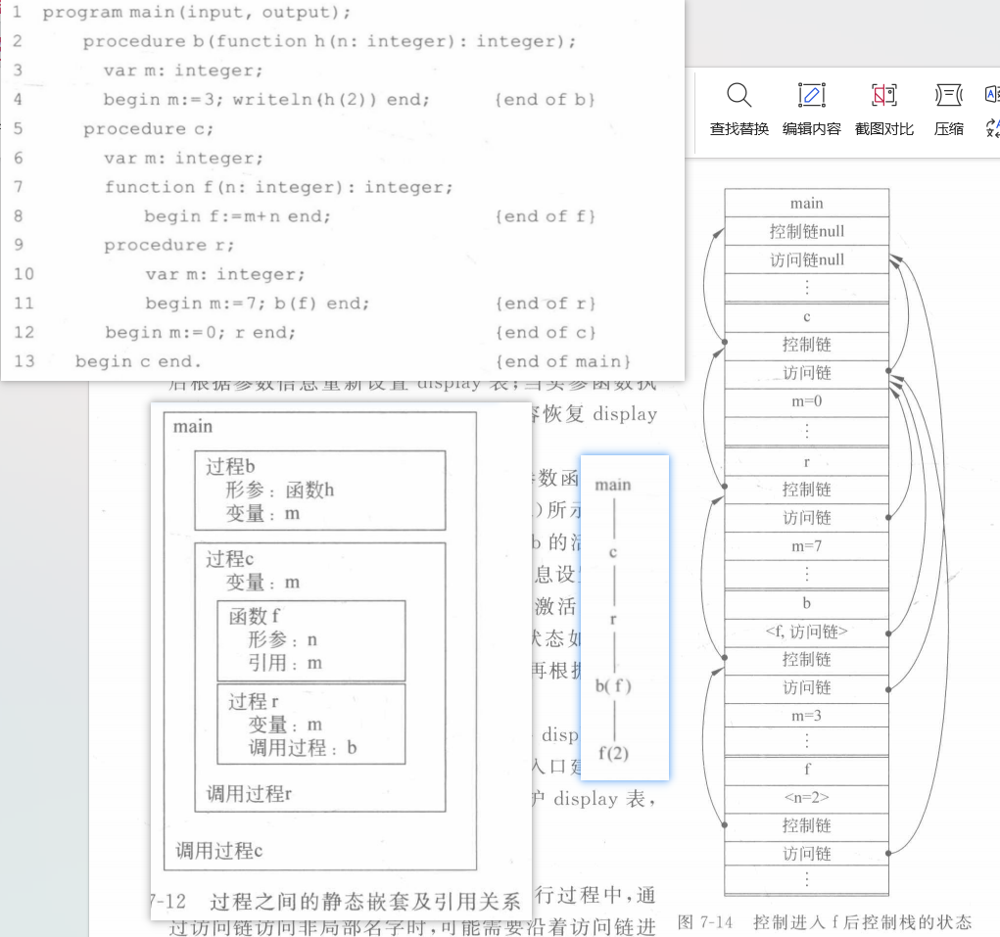 1 program main(input, output);
2 procedure b(function h(n: integer): integer);
3 var m: integer;
4 begin m:=3; writeln(h(2)) end; {end of b}
5 procedure c;
6 var m: integer;
7 function f(n: integer): integer;
8 begin f:=m+n end; {end of f}
9 procedure r;
10 var m: integer;
11 begin m:=7; b(f) end; {end of r}
12 begin m:=0; r end; {end of c}
13 begin c end. {end of main}
查找替换 编辑内容 截图对比 压缩
后根据参数信息重新设置 display 表;当实参函数执
容恢复 display
数函
)所示
b 的活
息设置
激活
状态如
再根据
disp
入口建
户 display 表,
行过程中,通
过访问链访问非局部名字时,可能需要沿着访问链进
main
过程b
形参:函数h
变量:m
过程c
变量:m
函数 f
形参:n
引用:m
过程 r
变量:m
调用过程:b
调用过程r
调用过程c
7-12 过程之间的静态嵌套及引用关系
main
c
r
b( f )
f(2)
main
控制链null
访问链null
⋮
c
控制链
访问链
m=0
⋮
r
控制链
访问链
m=7
⋮
b
<f, 访问链>
控制链
访问链
m=3
⋮
f
<n=2>
控制链
访问链
⋮
图 7-14 控制进入 f 后控制栈的状态